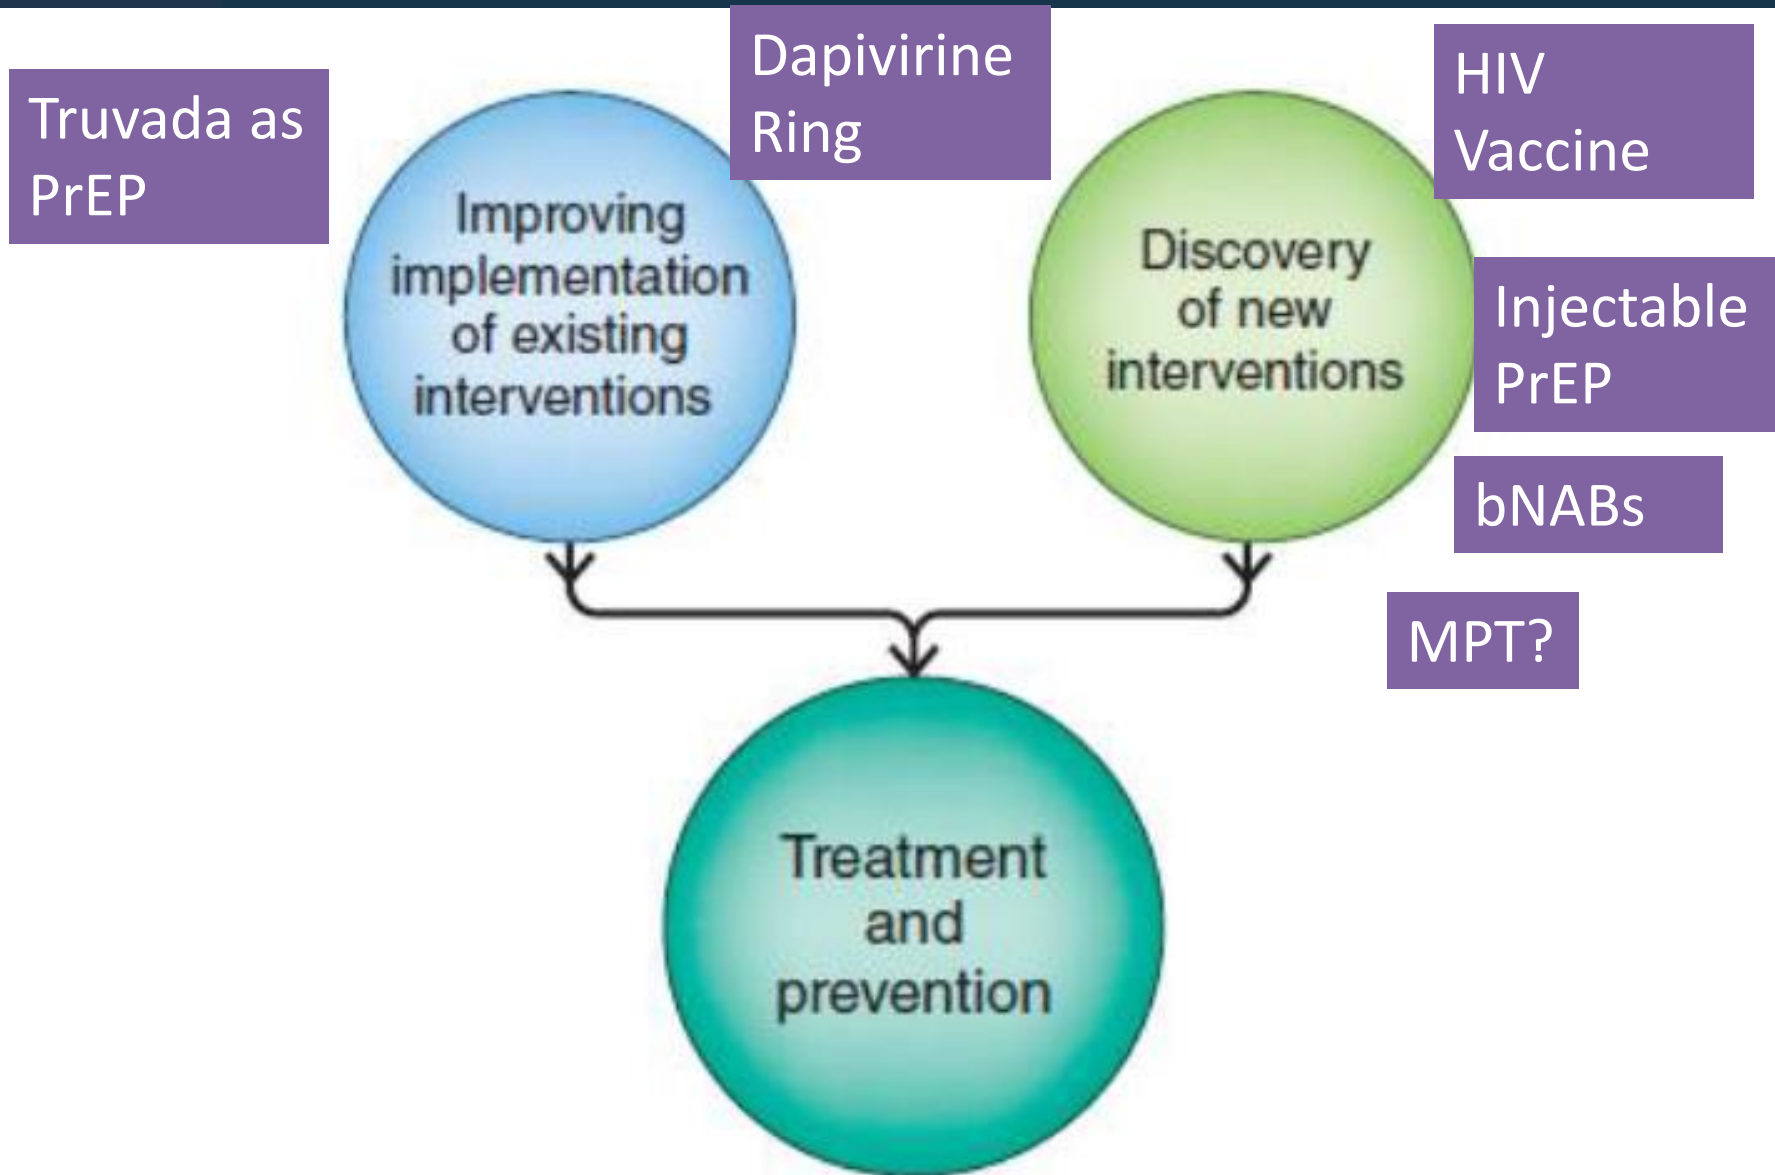 Truvada as
PrEP
Improving
implementation
of existing
interventions
Dapivirine
Ring
Discovery
of new
interventions
HIV
Vaccine
Injectable
PrEP
bNABs
MPT?
Treatment
and
prevention